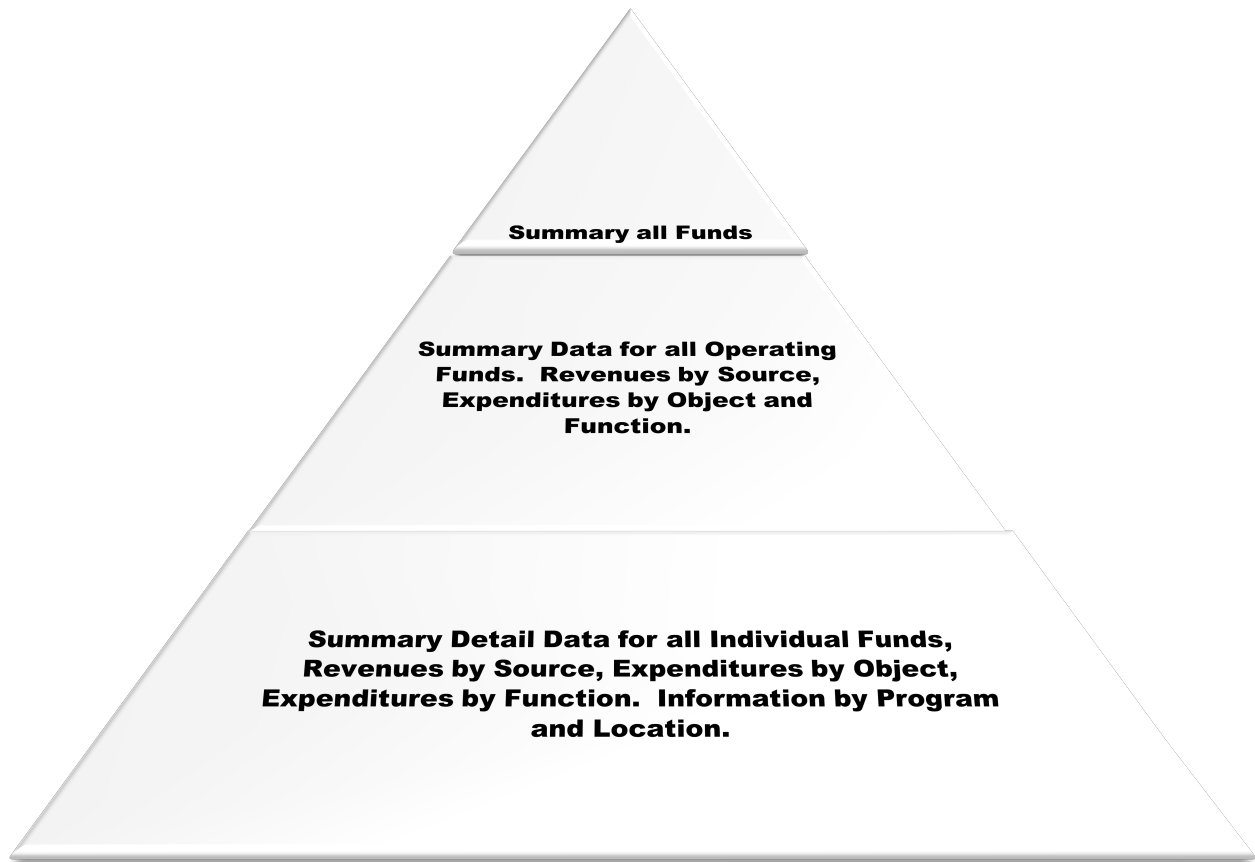 Summary all Funds
Summary Data for all Operating
Funds.  Revenues by Source,
Expenditures by Object and
Function.
Summary Detail Data for all Individual Funds,
Revenues by Source, Expenditures by Object,
Expenditures by Function.  Information by Program
and Location.